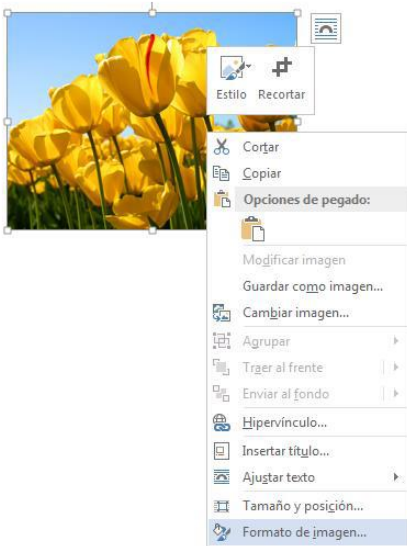 Estilo Recortar
Cortar
Copiar
Opciones de pegado:
Modificar imagen
Guardar como imagen...
Cambiar imagen...
Agrupar
Traer al frente
Enviar al fondo
Hipervínculo...
Insertar título...
Ajustar texto
Tamaño y posición...
Formato de imagen...